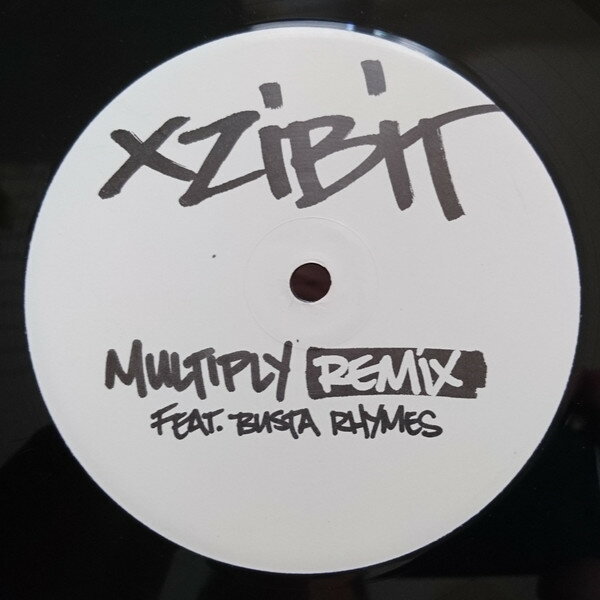 XZIBIT
MULTIPLY REMIX
FEAT. BUSTA RHYMES